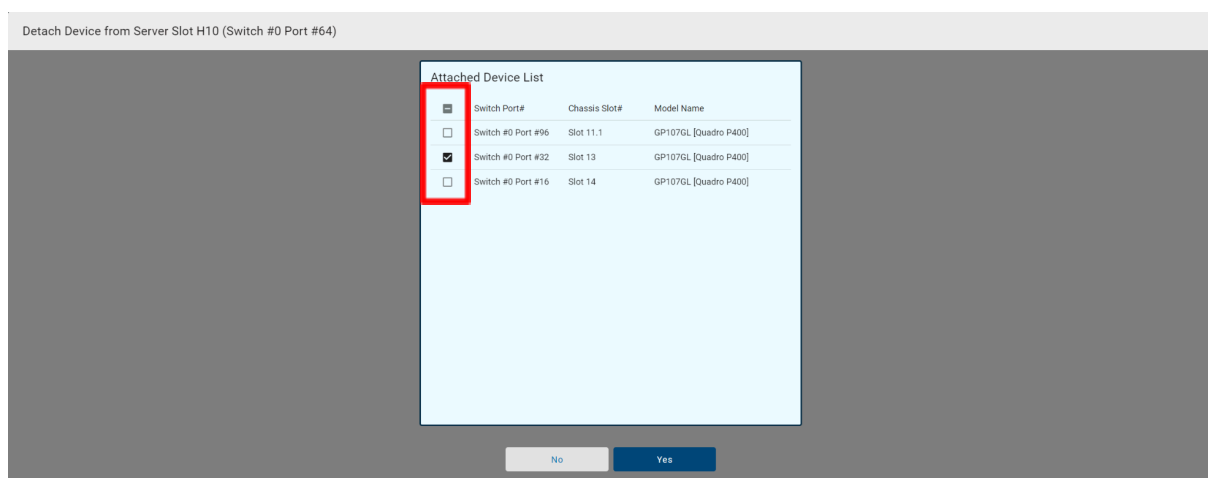 Detach Device from Server Slot H10 (Switch #0 Port #64)
Attached Device List
Switch Port# Chassis Slot# Model Name
Switch #0 Port #96 Slot 11.1 GP107GL [Quadro P400]
Switch #0 Port #32 Slot 13 GP107GL [Quadro P400]
Switch #0 Port #16 Slot 14 GP107GL [Quadro P400]
No Yes